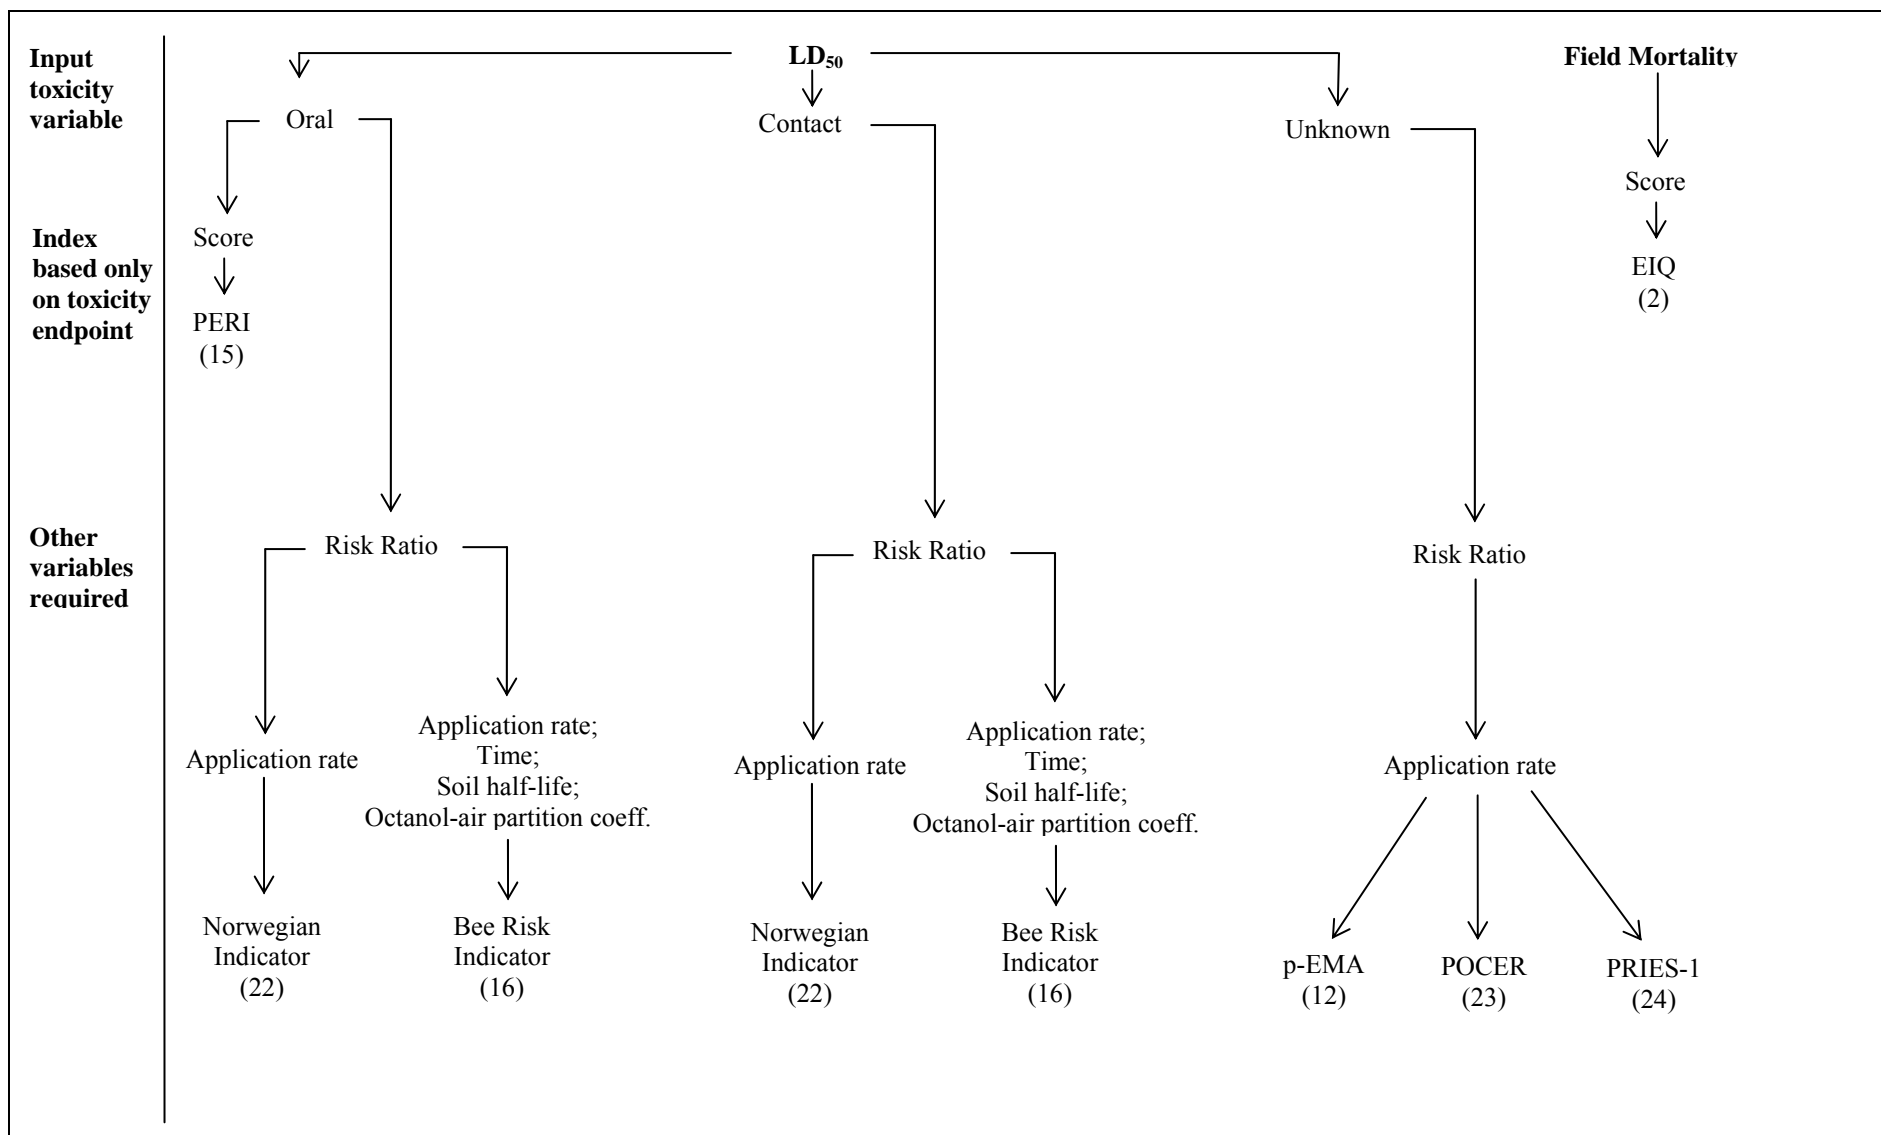 Input
toxicity
variable
LD50
Field Mortality
Oral
Contact
Unknown
Score
EIQ
(2)
Index
based only
on toxicity
endpoint
Score
PERI
(15)
Other
variables
required
Risk Ratio
Risk Ratio
Risk Ratio
Application rate
Application rate;
Time;
Soil half-life;
Octanol-air partition coeff.
Application rate
Application rate;
Time;
Soil half-life;
Octanol-air partition coeff.
Application rate
Norwegian
Indicator
(22)
Bee Risk
Indicator
(16)
Norwegian
Indicator
(22)
Bee Risk
Indicator
(16)
p-EMA
(12)
POCER
(23)
PRIES-1
(24)